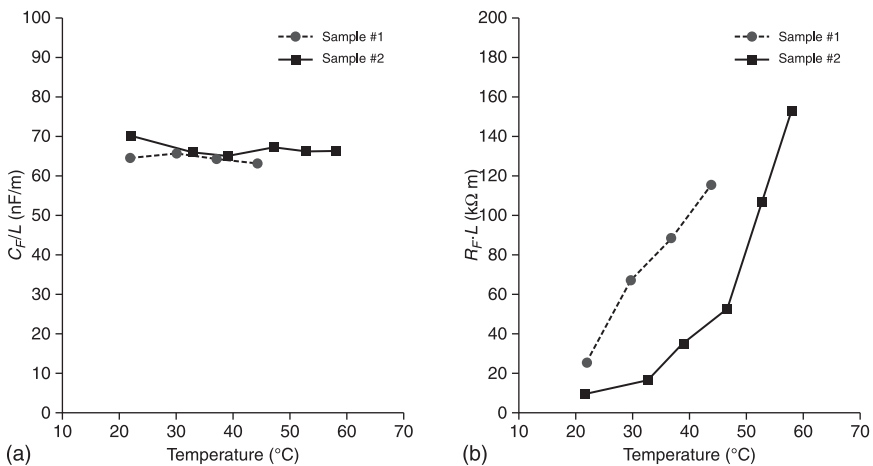 100
90
80
70
60
50
40
30
20
10
0
C_F/L (nF/m)
Sample #1
Sample #2
10 20 30 40 50 60 70
Temperature (°C)
(a)
200
180
160
140
120
100
80
60
40
20
0
R_F·L (kΩ m)
Sample #1
Sample #2
10 20 30 40 50 60 70
Temperature (°C)
(b)